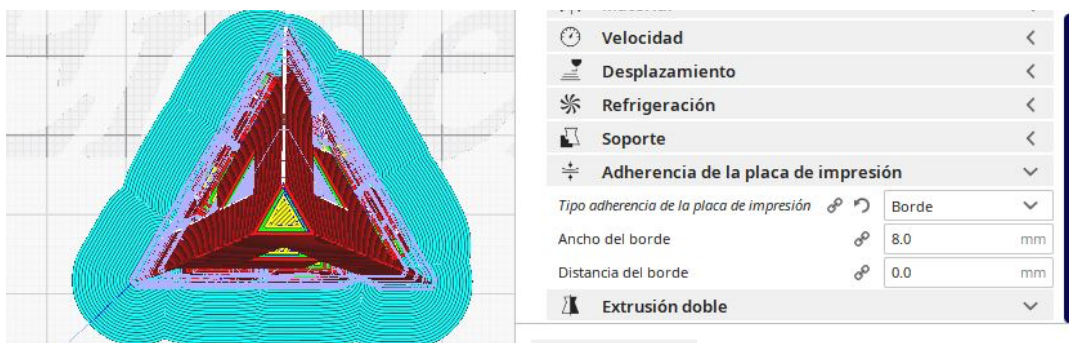 Velocidad
Desplazamiento
Refrigeración
Soporte
Adherencia de la placa de impresión
Tipo adherencia de la placa de impresión Borde
Ancho del borde 8.0 mm
Distancia del borde 0.0 mm
Extrusión doble